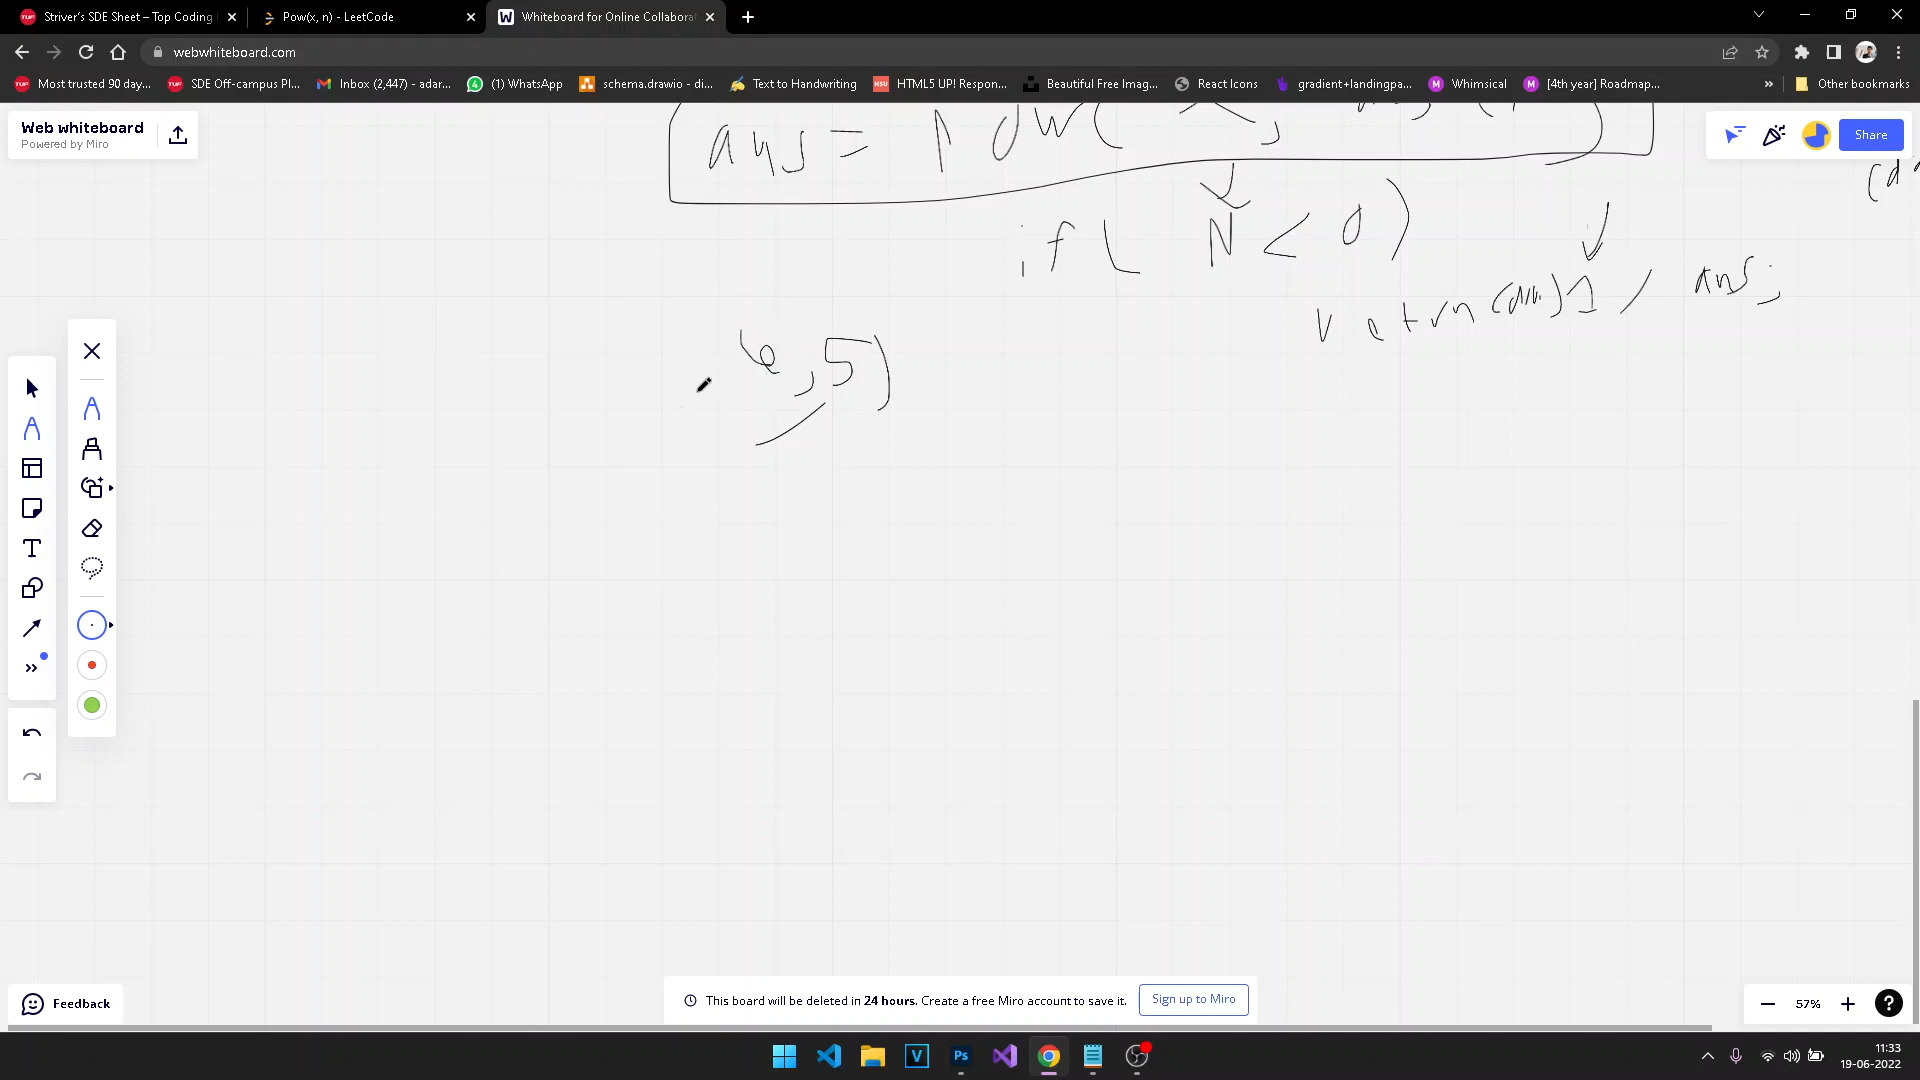 Striver's SDE Sheet – Top Coding
Pow(x, n) - LeetCode
Whiteboard for Online Collabora
webwhiteboard.com
Most trusted 90 day...
SDE Off-campus Pl...
Inbox (2,447) - adar...
(1) WhatsApp
schema.drawio - di...
Text to Handwriting
HTML5 UP! Respon...
Beautiful Free Imag...
React Icons
gradient+landingpa...
Whimsical
[4th year] Roadmap...
»
Other bookmarks
Web whiteboard
Powered by Miro
Share
ans = pow( x,
if( N < 0 )
return 1 / ans;
6,5)
Feedback
This board will be deleted in 24 hours. Create a free Miro account to save it.
Sign up to Miro
57%
11:33
19-06-2022